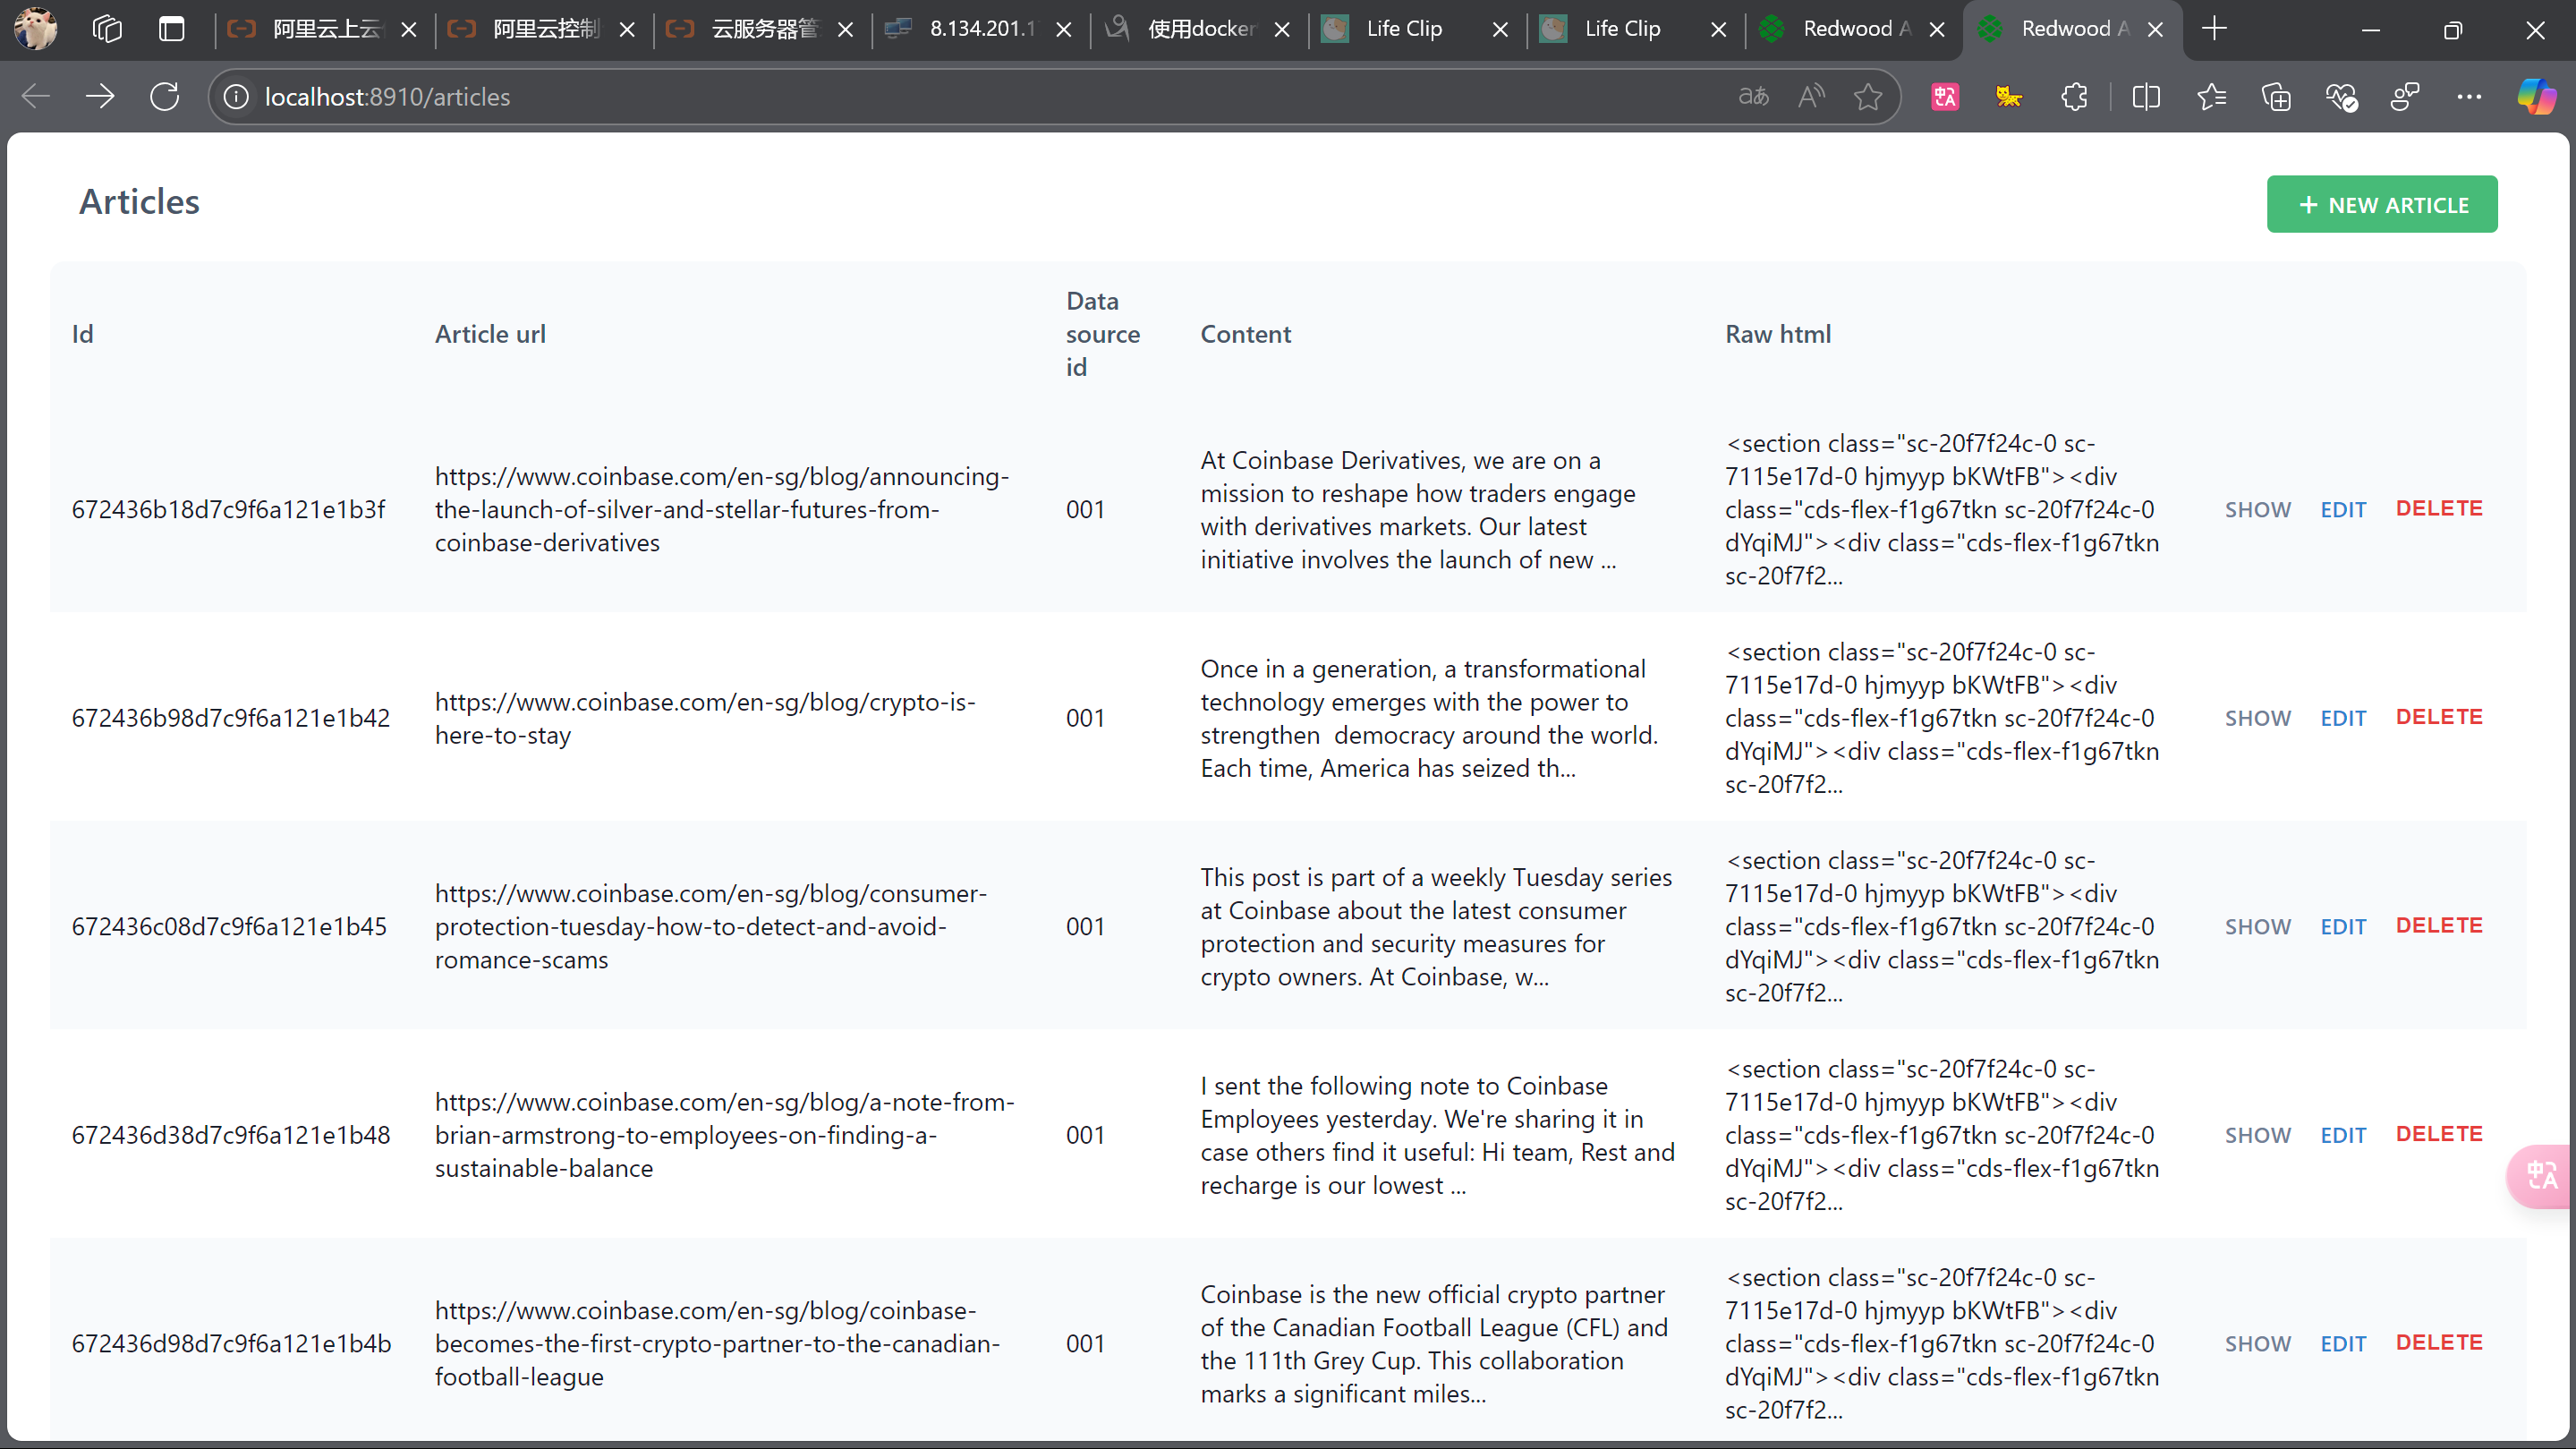 阿里云上云
阿里云控制
云服务器管
8.134.201.1
使用docker
Life Clip
Life Clip
Redwood A
Redwood A
localhost:8910/articles
Articles
+ NEW ARTICLE
Id
Article url
Data
source
id
Content
Raw html
672436b18d7c9f6a121e1b3f
https://www.coinbase.com/en-sg/blog/announcing-
the-launch-of-silver-and-stellar-futures-from-
coinbase-derivatives
001
At Coinbase Derivatives, we are on a
mission to reshape how traders engage
with derivatives markets. Our latest
initiative involves the launch of new ...
<section class="sc-20f7f24c-0 sc-
7115e17d-0 hjmyyp bKWtFB"><div
class="cds-flex-f1g67tkn sc-20f7f24c-0
dYqiMJ"><div class="cds-flex-f1g67tkn
sc-20f7f2...
SHOW EDIT DELETE
672436b98d7c9f6a121e1b42
https://www.coinbase.com/en-sg/blog/crypto-is-
here-to-stay
001
Once in a generation, a transformational
technology emerges with the power to
strengthen  democracy around the world.
Each time, America has seized th...
<section class="sc-20f7f24c-0 sc-
7115e17d-0 hjmyyp bKWtFB"><div
class="cds-flex-f1g67tkn sc-20f7f24c-0
dYqiMJ"><div class="cds-flex-f1g67tkn
sc-20f7f2...
SHOW EDIT DELETE
672436c08d7c9f6a121e1b45
https://www.coinbase.com/en-sg/blog/consumer-
protection-tuesday-how-to-detect-and-avoid-
romance-scams
001
This post is part of a weekly Tuesday series
at Coinbase about the latest consumer
protection and security measures for
crypto owners. At Coinbase, w...
<section class="sc-20f7f24c-0 sc-
7115e17d-0 hjmyyp bKWtFB"><div
class="cds-flex-f1g67tkn sc-20f7f24c-0
dYqiMJ"><div class="cds-flex-f1g67tkn
sc-20f7f2...
SHOW EDIT DELETE
672436d38d7c9f6a121e1b48
https://www.coinbase.com/en-sg/blog/a-note-from-
brian-armstrong-to-employees-on-finding-a-
sustainable-balance
001
I sent the following note to Coinbase
Employees yesterday. We're sharing it in
case others find it useful: Hi team, Rest and
recharge is our lowest ...
<section class="sc-20f7f24c-0 sc-
7115e17d-0 hjmyyp bKWtFB"><div
class="cds-flex-f1g67tkn sc-20f7f24c-0
dYqiMJ"><div class="cds-flex-f1g67tkn
sc-20f7f2...
SHOW EDIT DELETE
672436d98d7c9f6a121e1b4b
https://www.coinbase.com/en-sg/blog/coinbase-
becomes-the-first-crypto-partner-to-the-canadian-
football-league
001
Coinbase is the new official crypto partner
of the Canadian Football League (CFL) and
the 111th Grey Cup. This collaboration
marks a significant miles...
<section class="sc-20f7f24c-0 sc-
7115e17d-0 hjmyyp bKWtFB"><div
class="cds-flex-f1g67tkn sc-20f7f24c-0
dYqiMJ"><div class="cds-flex-f1g67tkn
sc-20f7f2...
SHOW EDIT DELETE